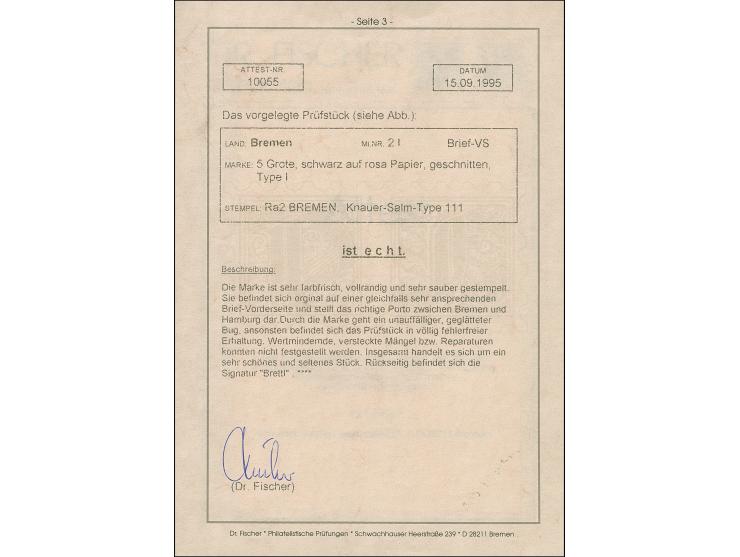 - Seite 3 -
ATTEST-NR.
10055
DATUM
15.09.1995
Das vorgelegte Prüfstück (siehe Abb.):
LAND: Bremen MI.NR. 2 I Brief-VS
MARKE: 5 Grote, schwarz auf rosa Papier, geschnitten,
Type I
STEMPEL: Ra2 BREMEN, Knauer-Salm-Type 111
ist e c h t.
Beschreibung:
Die Marke ist sehr farbfrisch, vollrandig und sehr sauber gestempelt.
Sie befindet sich orginal auf einer gleichfalls sehr ansprechenden
Brief-Vorderseite und stellt das richtige Porto zwsichen Bremen und
Hamburg dar.Durch die Marke geht ein unauffälliger, geglätteter
Bug, ansonsten befindet sich das Prüfstück in völlig fehlerfreier
Erhaltung. Wertmindernde, versteckte Mängel bzw. Reparaturen
konnten nicht festgestellt werden. Insgesamt handelt es sich um ein
sehr schönes und seltenes Stück. Rückseitig befindet sich die
Signatur "Brettl" . ****
(Dr. Fischer)
Dr. Fischer * Philatelistische Prüfungen * Schwachhauser Heerstraße 239 * D 28211 Bremen